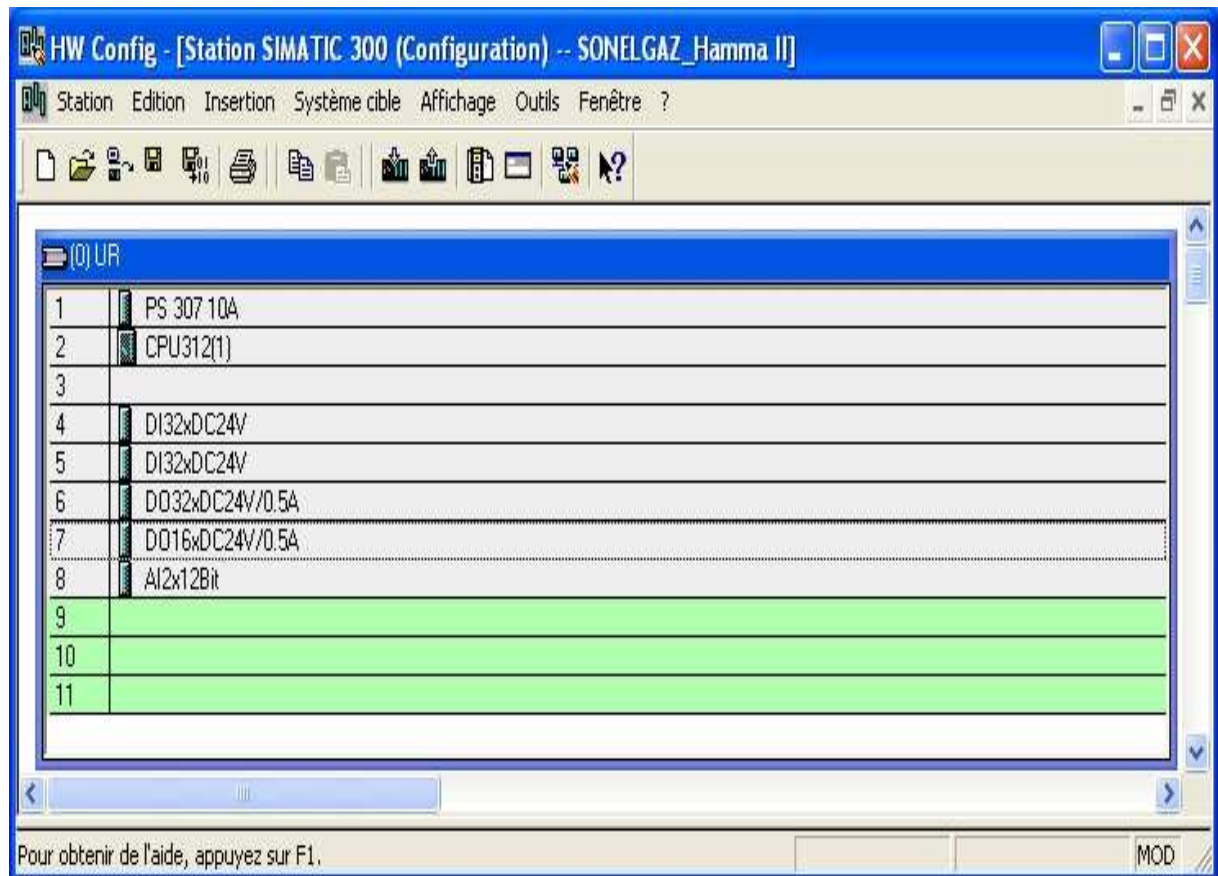 HW Config - [Station SIMATIC 300 (Configuration) -- SONELGAZ_Hamma II]
Station Edition Insertion Système cible Affichage Outils Fenêtre ?
(0) UR
1 PS 307 10A
2 CPU312(1)
3
4 DI32xDC24V
5 DI32xDC24V
6 DO32xDC24V/0.5A
7 DO16xDC24V/0.5A
8 AI2x12Bit
9
10
11
Pour obtenir de l'aide, appuyez sur F1.
MOD